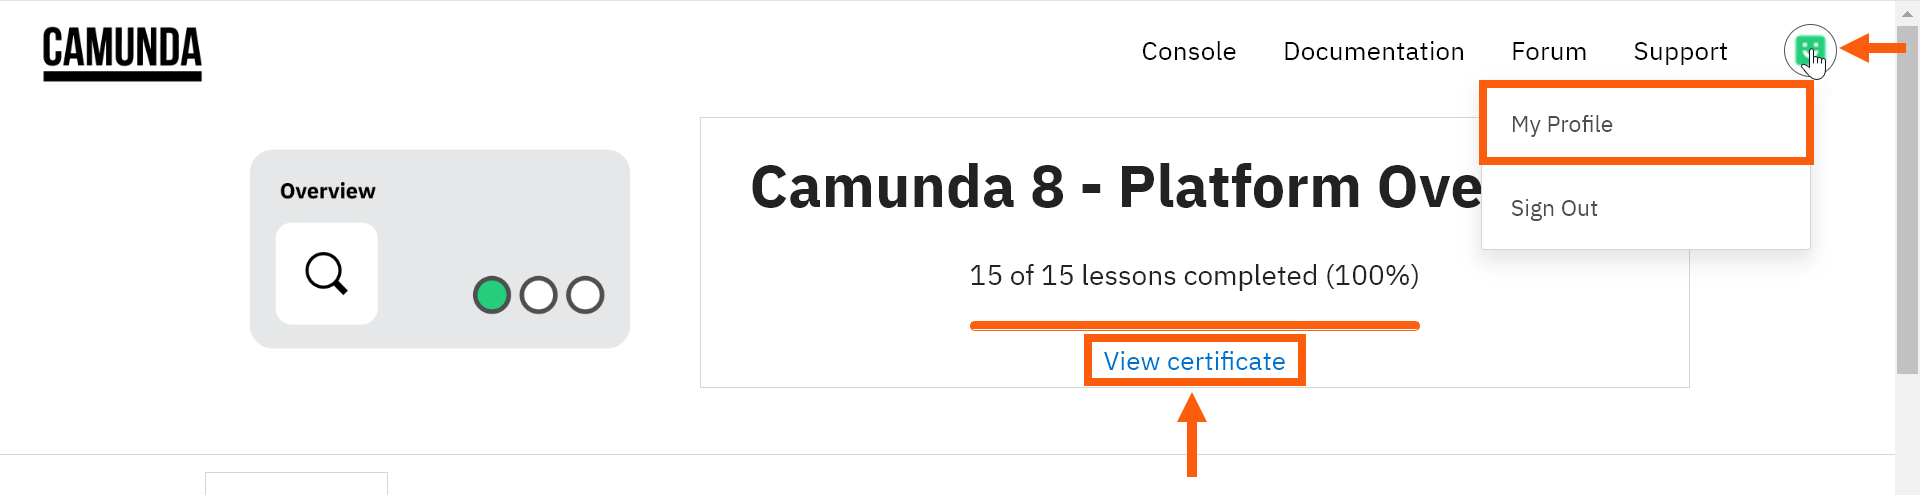 CAMUNDA
Console Documentation Forum Support
My Profile
Sign Out
Overview
Camunda 8 - Platform Ove
15 of 15 lessons completed (100%)
View certificate